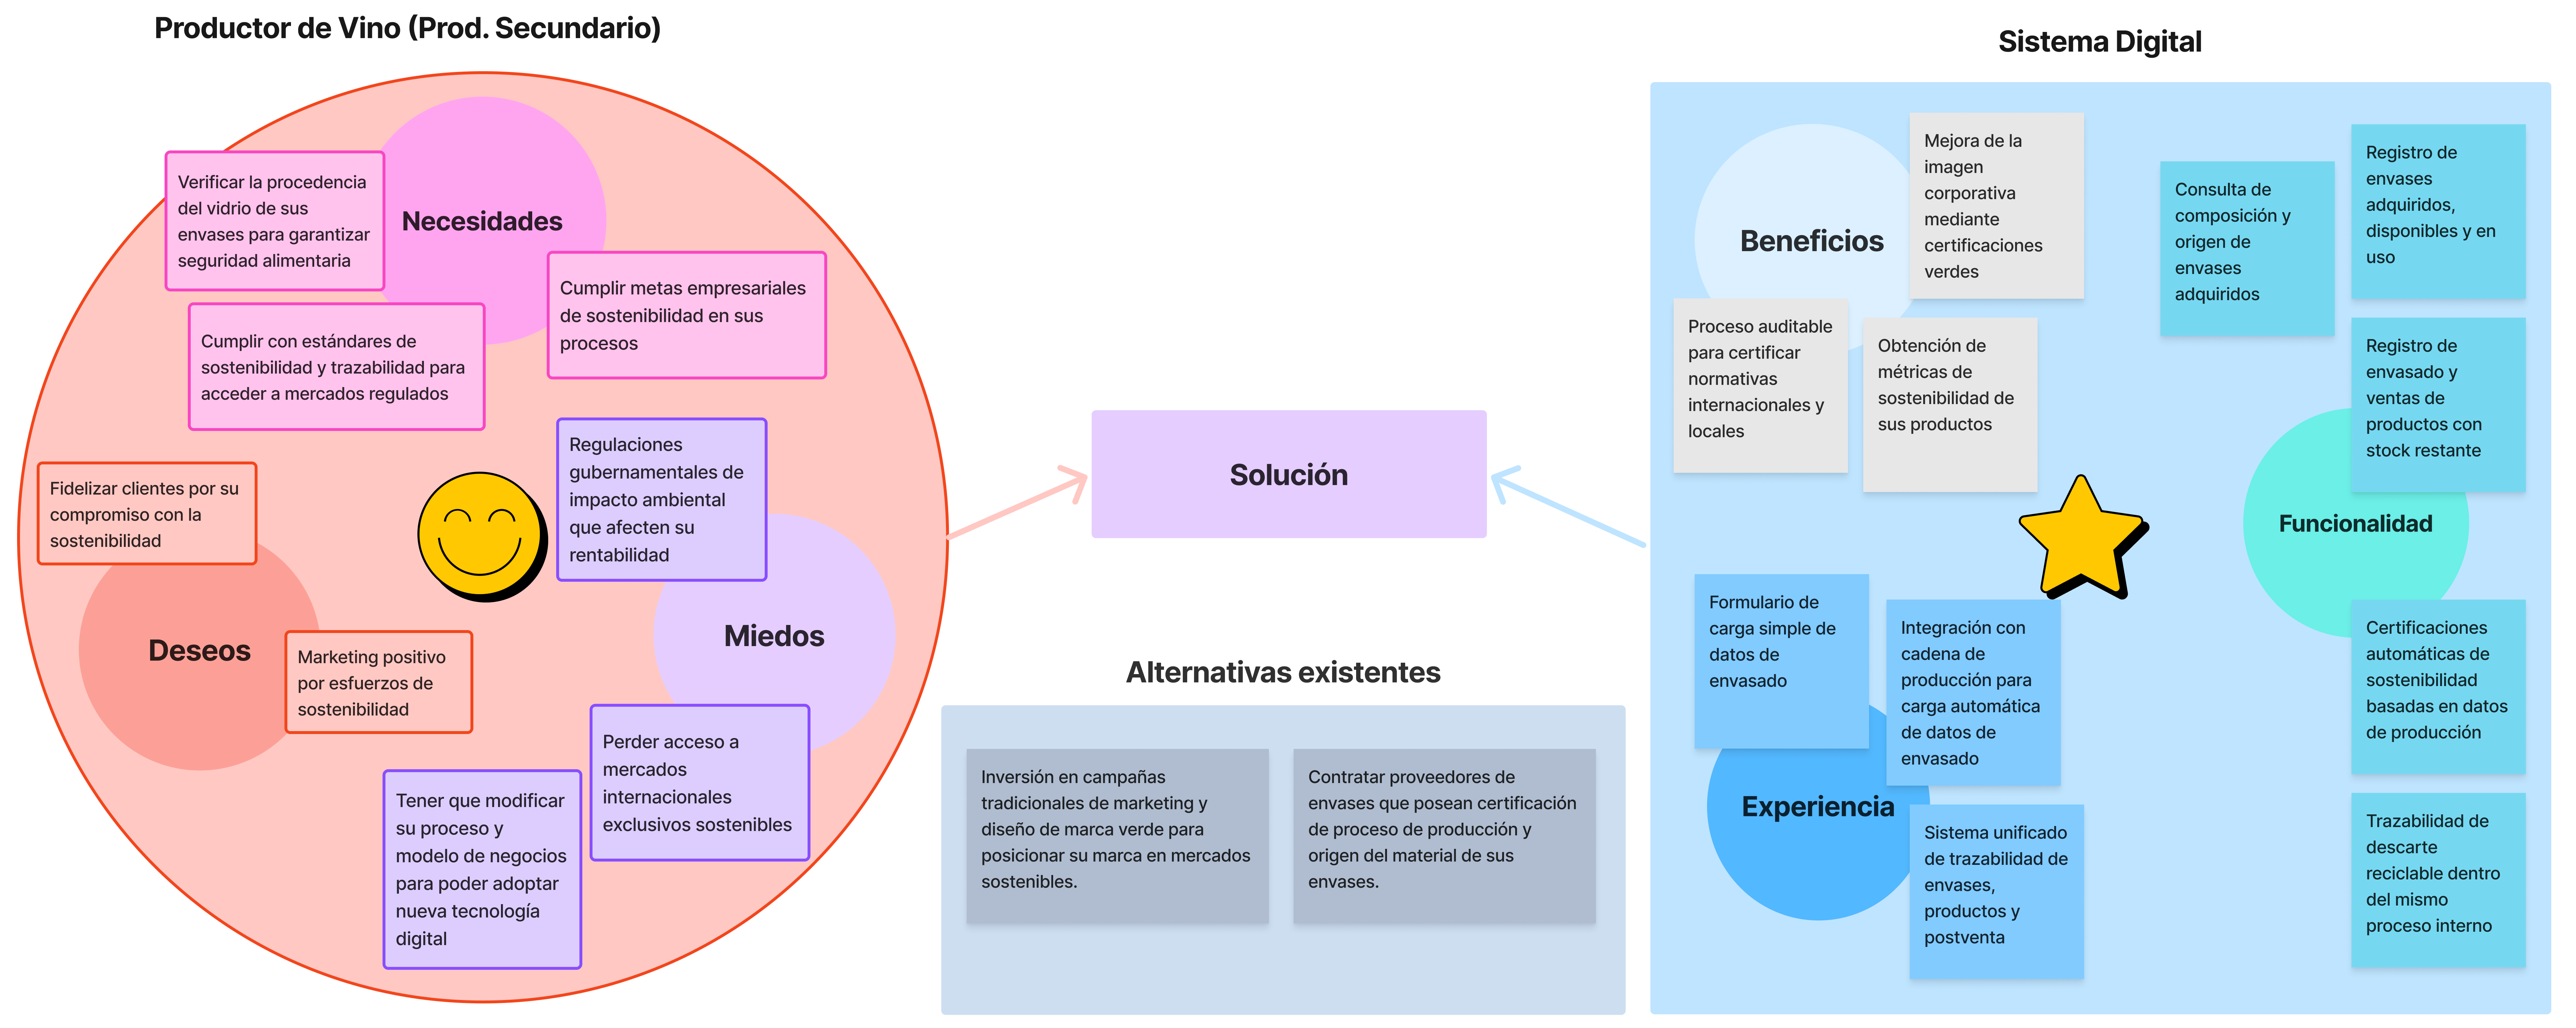 Productor de Vino (Prod. Secundario)
Necesidades
Verificar la procedencia
del vidrio de sus
envases para garantizar
seguridad alimentaria
Cumplir metas empresariales
de sostenibilidad en sus
procesos
Cumplir con estándares de
sostenibilidad y trazabilidad para
acceder a mercados regulados
Fidelizar clientes por su
compromiso con la
sostenibilidad
Deseos
Marketing positivo
por esfuerzos de
sostenibilidad
Regulaciones
gubernamentales de
impacto ambiental
que afecten su
rentabilidad
Miedos
Perder acceso a
mercados
internacionales
exclusivos sostenibles
Tener que modificar
su proceso y
modelo de negocios
para poder adoptar
nueva tecnología
digital
Solución
Alternativas existentes
Inversión en campañas
tradicionales de marketing y
diseño de marca verde para
posicionar su marca en mercados
sostenibles.
Contratar proveedores de
envases que posean certificación
de proceso de producción y
origen del material de sus
envases.
Sistema Digital
Beneficios
Mejora de la
imagen
corporativa
mediante
certificaciones
verdes
Proceso auditable
para certificar
normativas
internacionales y
locales
Obtención de
métricas de
sostenibilidad de
sus productos
Consulta de
composición y
origen de
envases
adquiridos
Registro de
envases
adquiridos,
disponibles y en
uso
Registro de
envasado y
ventas de
productos con
stock restante
Funcionalidad
Certificaciones
automáticas de
sostenibilidad
basadas en datos
de producción
Trazabilidad de
descarte
reciclable dentro
del mismo
proceso interno
Formulario de
carga simple de
datos de
envasado
Integración con
cadena de
producción para
carga automática
de datos de
envasado
Experiencia
Sistema unificado
de trazabilidad de
envases,
productos y
postventa